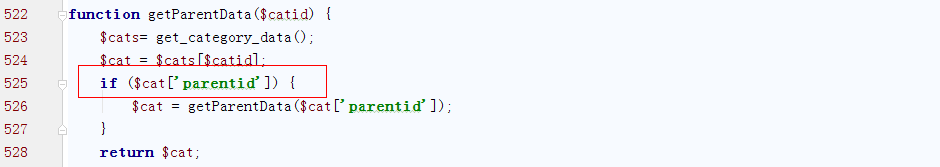 522 function getParentData($catid) {
523 $cats= get_category_data();
524 $cat = $cats[$catid];
525 if ($cat['parentid']) {
526 $cat = getParentData($cat['parentid']);
527 }
528 return $cat;